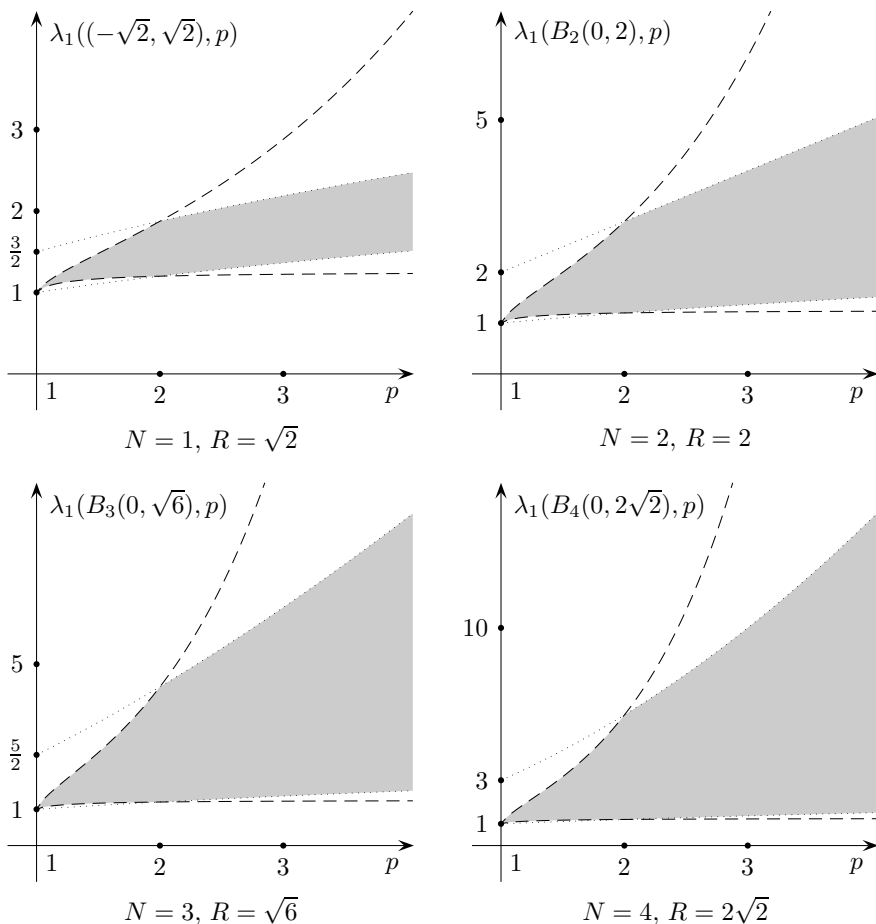 λ₁((−√2, √2), p)
3
2
3/2
1
1
2
3
p
N = 1, R = √2
λ₁(B₂(0, 2), p)
5
2
1
1
2
3
p
N = 2, R = 2
λ₁(B₃(0, √6), p)
5
5/2
1
1
2
3
p
N = 3, R = √6
λ₁(B₄(0, 2√2), p)
10
3
1
1
2
3
p
N = 4, R = 2√2